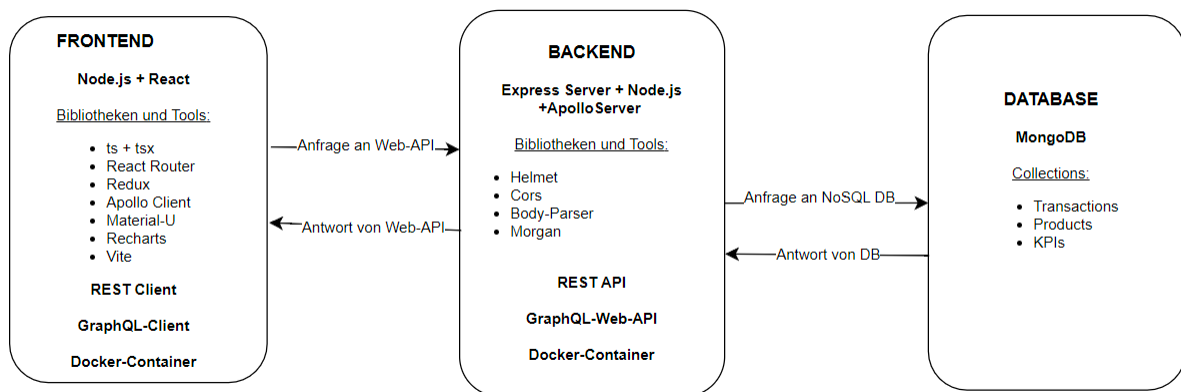 FRONTEND
Node.js + React
Bibliotheken und Tools:
ts + tsx
React Router
Redux
Apollo Client
Material-U
Recharts
Vite
REST Client
GraphQL-Client
Docker-Container
Anfrage an Web-API
Antwort von Web-API
BACKEND
Express Server + Node.js
+ApolloServer
Bibliotheken und Tools:
Helmet
Cors
Body-Parser
Morgan
REST API
GraphQL-Web-API
Docker-Container
Anfrage an NoSQL DB
Antwort von DB
DATABASE
MongoDB
Collections:
Transactions
Products
KPIs